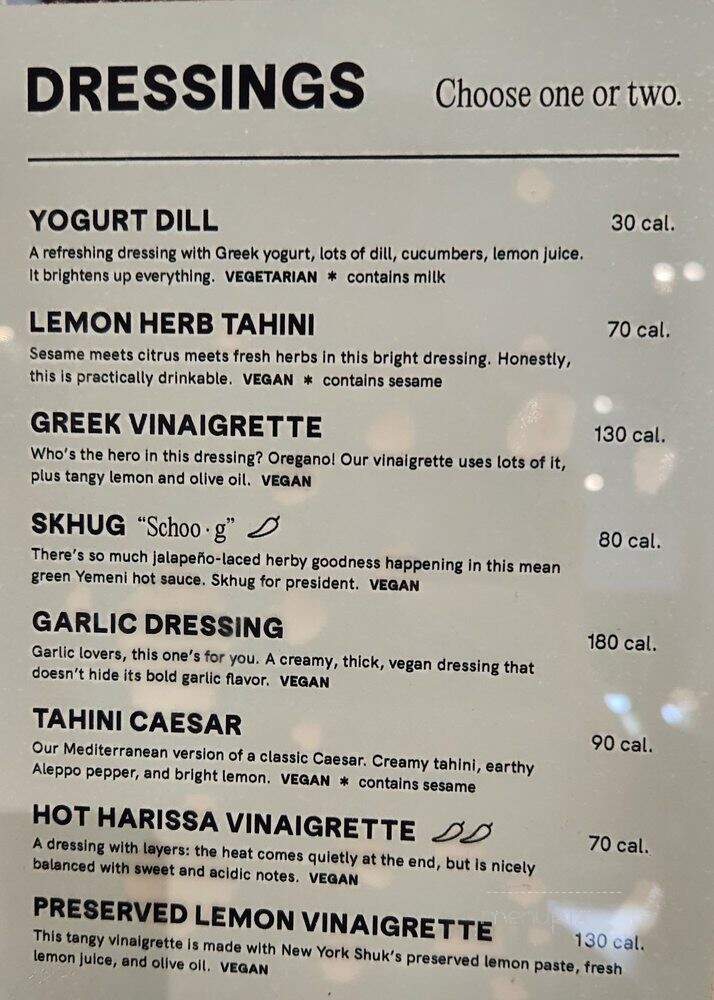 DRESSINGS Choose one or two.
YOGURT DILL 30 cal.
A refreshing dressing with Greek yogurt, lots of dill, cucumbers, lemon juice.
It brightens up everything. VEGETARIAN * contains milk
LEMON HERB TAHINI 70 cal.
Sesame meets citrus meets fresh herbs in this bright dressing. Honestly,
this is practically drinkable. VEGAN * contains sesame
GREEK VINAIGRETTE 130 cal.
Who's the hero in this dressing? Oregano! Our vinaigrette uses lots of it,
plus tangy lemon and olive oil. VEGAN
SKHUG “Schoo·g” 80 cal.
There's so much jalapeño-laced herby goodness happening in this mean
green Yemeni hot sauce. Skhug for president. VEGAN
GARLIC DRESSING 180 cal.
Garlic lovers, this one's for you. A creamy, thick, vegan dressing that
doesn't hide its bold garlic flavor. VEGAN
TAHINI CAESAR 90 cal.
Our Mediterranean version of a classic Caesar. Creamy tahini, earthy
Aleppo pepper, and bright lemon. VEGAN * contains sesame
HOT HARISSA VINAIGRETTE 70 cal.
A dressing with layers: the heat comes quietly at the end, but is nicely
balanced with sweet and acidic notes. VEGAN
PRESERVED LEMON VINAIGRETTE 130 cal.
This tangy vinaigrette is made with New York Shuk's preserved lemon paste, fresh
lemon juice, and olive oil. VEGAN